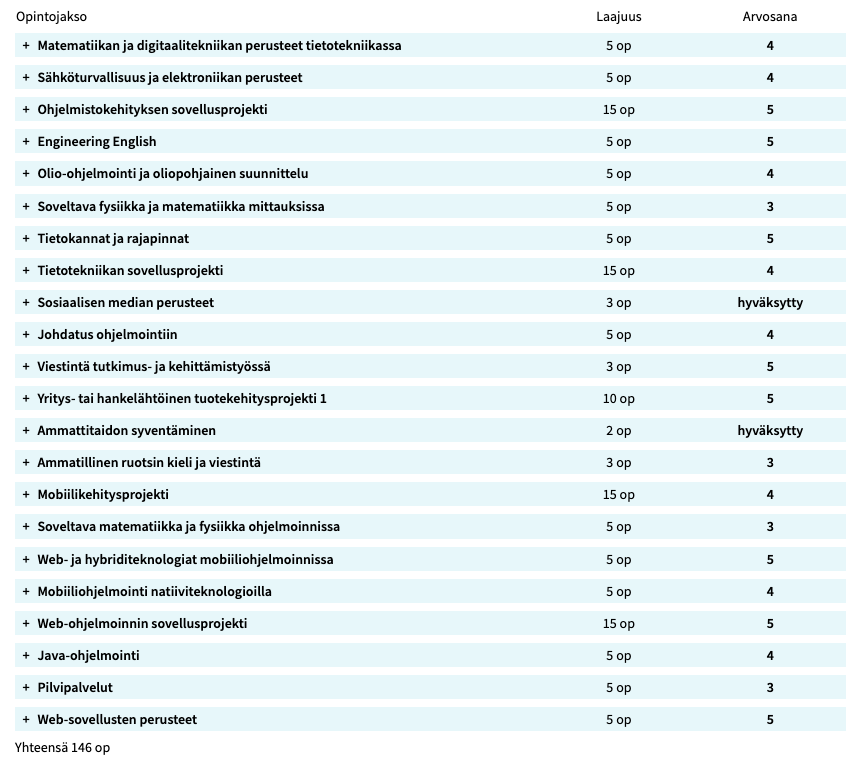 Opintojakso Laajuus Arvosana
+ Matematiikan ja digitaalitekniikan perusteet tietotekniikassa 5 op 4
+ Sähköturvallisuus ja elektroniikan perusteet 5 op 4
+ Ohjelmistokehityksen sovellusprojekti 15 op 5
+ Engineering English 5 op 5
+ Olio-ohjelmointi ja oliopohjainen suunnittelu 5 op 4
+ Soveltava fysiikka ja matematiikka mittauksissa 5 op 3
+ Tietokannat ja rajapinnat 5 op 5
+ Tietotekniikan sovellusprojekti 15 op 4
+ Sosiaalisen median perusteet 3 op hyväksytty
+ Johdatus ohjelmointiin 5 op 4
+ Viestintä tutkimus- ja kehittämistyössä 3 op 5
+ Yritys- tai hankelähtöinen tuotekehitysprojekti 1 10 op 5
+ Ammattitaidon syventäminen 2 op hyväksytty
+ Ammatillinen ruotsin kieli ja viestintä 3 op 3
+ Mobiilikehitysprojekti 15 op 4
+ Soveltava matematiikka ja fysiikka ohjelmoinnissa 5 op 3
+ Web- ja hybriditeknologiat mobiiliohjelmoinnissa 5 op 5
+ Mobiiliohjelmointi natiiviteknologioilla 5 op 4
+ Web-ohjelmoinnin sovellusprojekti 15 op 5
+ Java-ohjelmointi 5 op 4
+ Pilvipalvelut 5 op 3
+ Web-sovellusten perusteet 5 op 5
Yhteensä 146 op